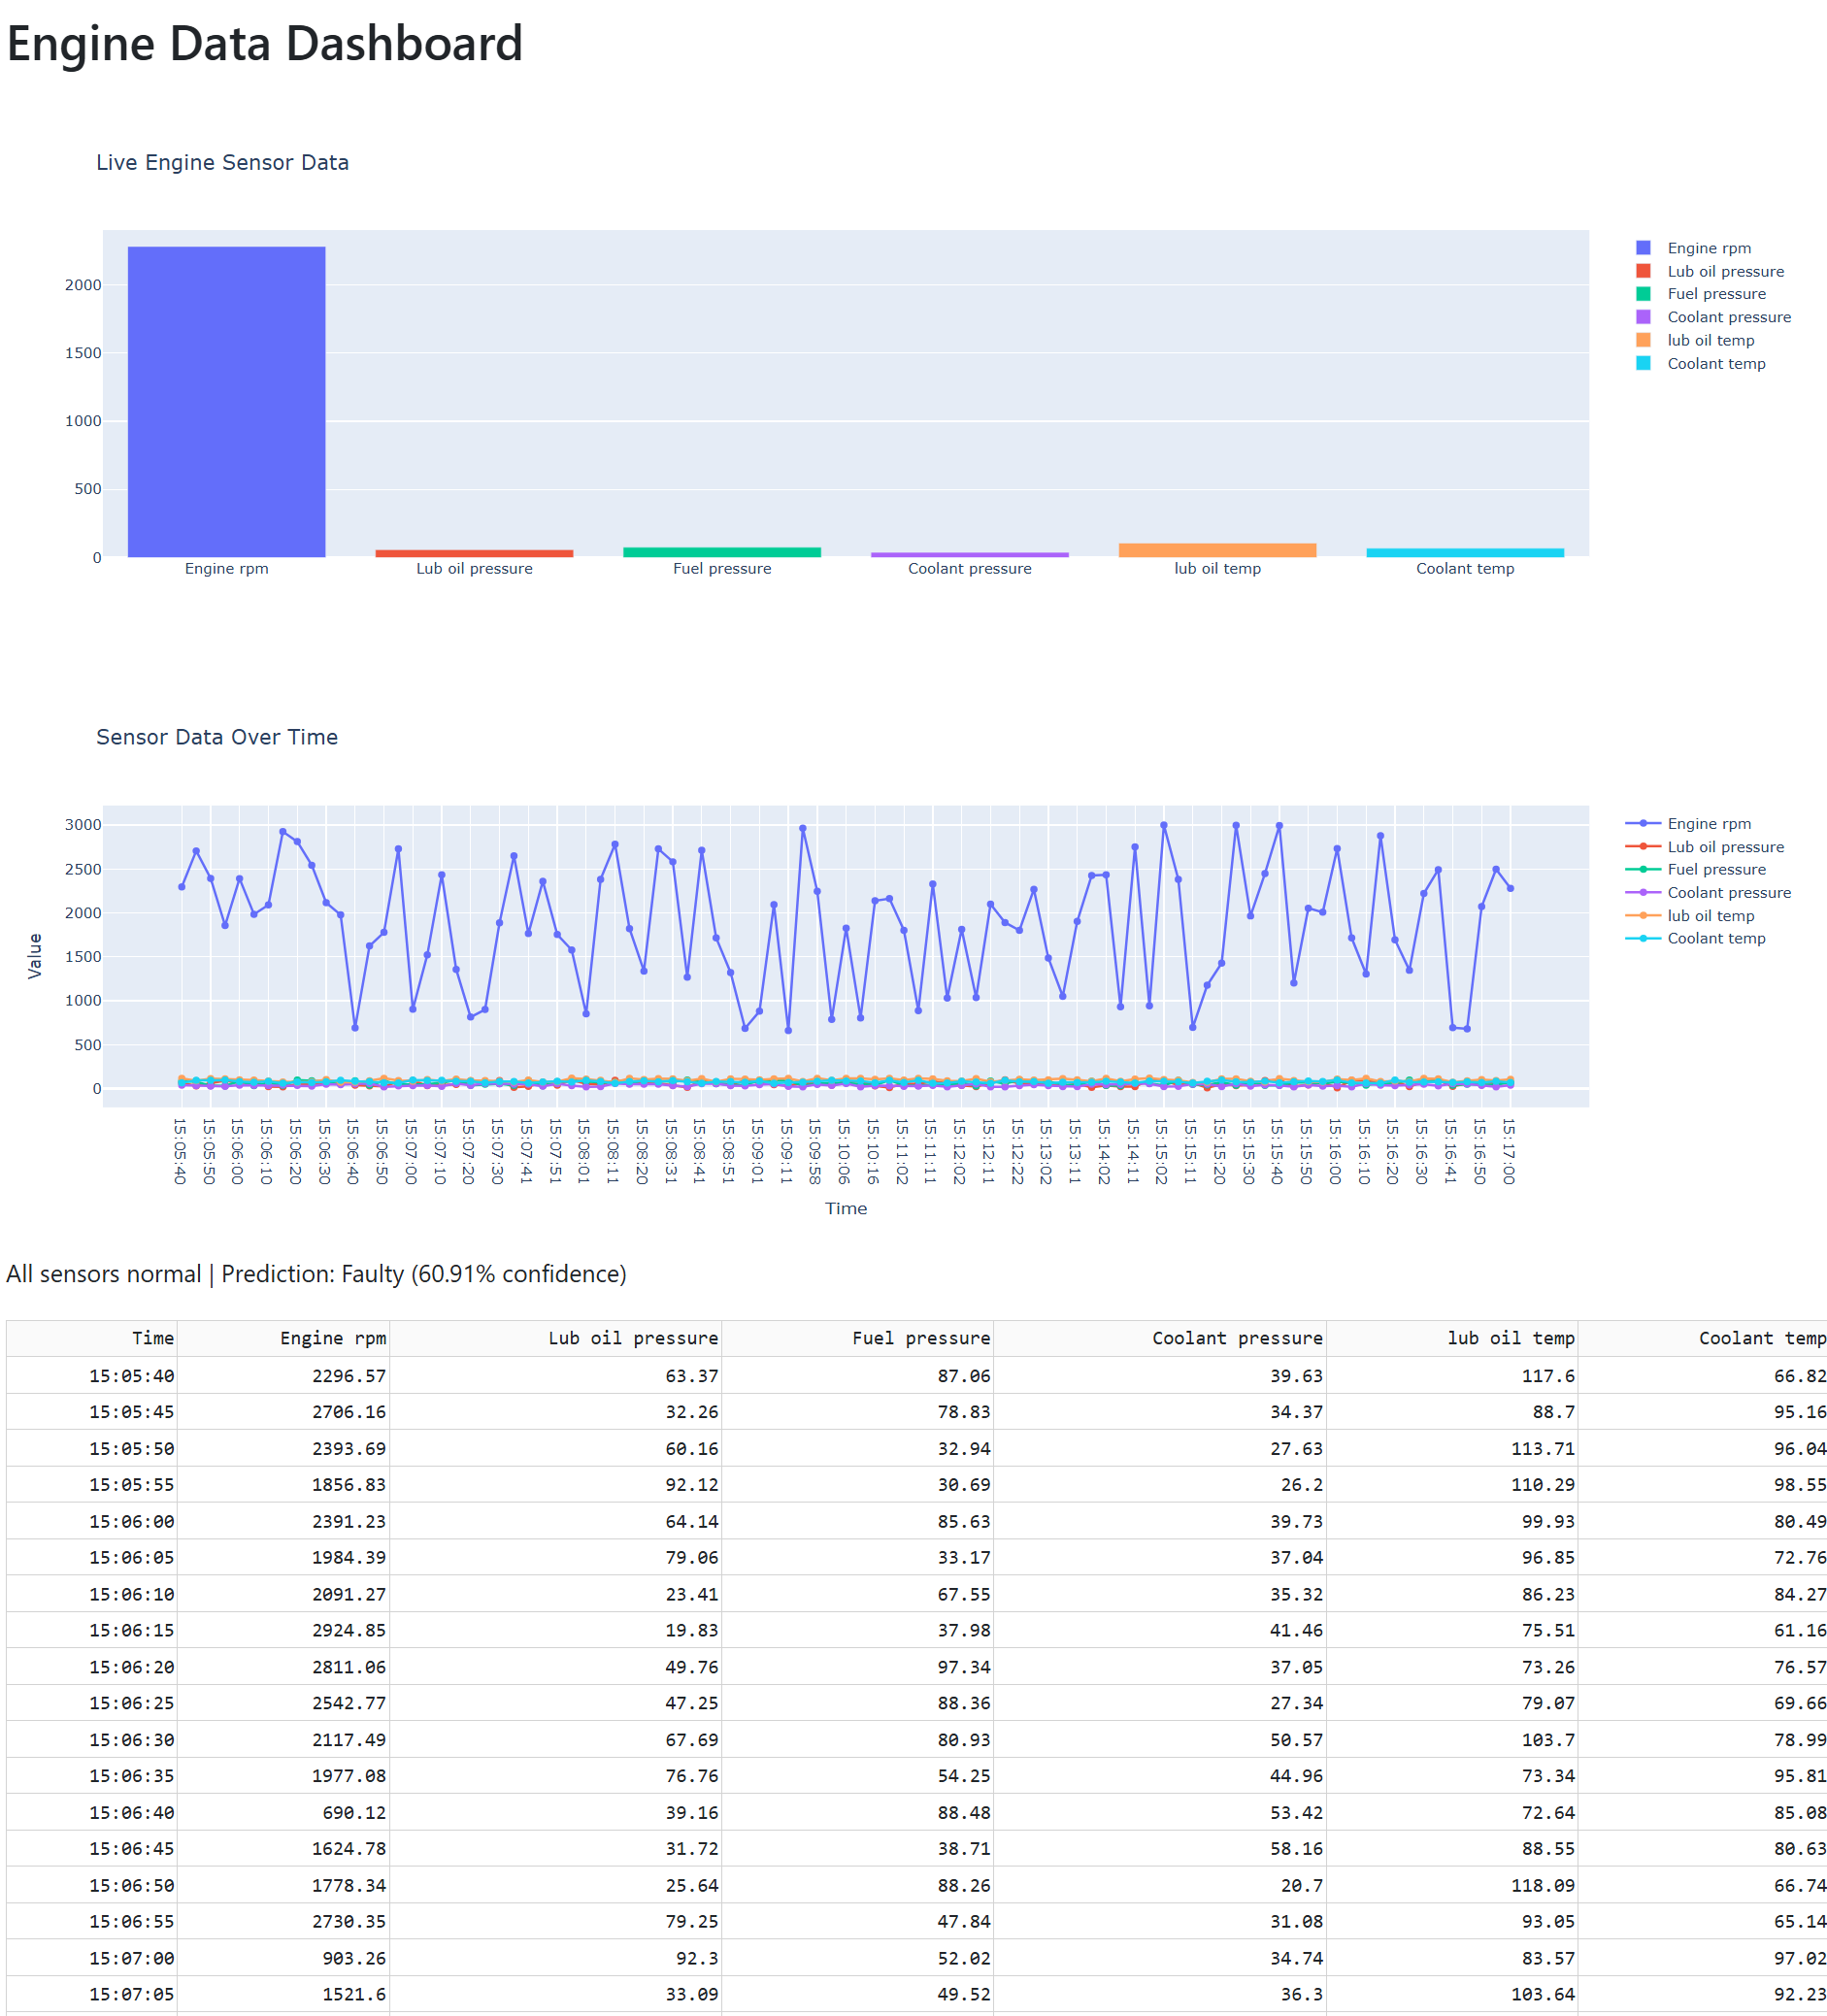 Engine Data Dashboard
Live Engine Sensor Data
2000
1500
1000
500
0
Engine rpm
Lub oil pressure
Fuel pressure
Coolant pressure
lub oil temp
Coolant temp
Engine rpm
Lub oil pressure
Fuel pressure
Coolant pressure
lub oil temp
Coolant temp
Sensor Data Over Time
3000
2500
2000
1500
1000
500
0
Value
15:05:40
15:05:50
15:06:00
15:06:10
15:06:20
15:06:30
15:06:40
15:06:50
15:07:00
15:07:10
15:07:20
15:07:30
15:07:41
15:07:51
15:08:01
15:08:11
15:08:20
15:08:31
15:08:41
15:08:51
15:09:01
15:09:11
15:09:58
15:10:06
15:10:16
15:11:02
15:11:11
15:12:02
15:12:11
15:12:22
15:13:02
15:13:11
15:14:02
15:14:11
15:15:02
15:15:11
15:15:20
15:15:30
15:15:40
15:15:50
15:16:00
15:16:10
15:16:20
15:16:30
15:16:41
15:16:50
15:17:00
Time
Engine rpm
Lub oil pressure
Fuel pressure
Coolant pressure
lub oil temp
Coolant temp
All sensors normal | Prediction: Faulty (60.91% confidence)
Time Engine rpm Lub oil pressure Fuel pressure Coolant pressure lub oil temp Coolant temp
15:05:40 2296.57 63.37 87.06 39.63 117.6 66.82
15:05:45 2706.16 32.26 78.83 34.37 88.7 95.16
15:05:50 2393.69 60.16 32.94 27.63 113.71 96.04
15:05:55 1856.83 92.12 30.69 26.2 110.29 98.55
15:06:00 2391.23 64.14 85.63 39.73 99.93 80.49
15:06:05 1984.39 79.06 33.17 37.04 96.85 72.76
15:06:10 2091.27 23.41 67.55 35.32 86.23 84.27
15:06:15 2924.85 19.83 37.98 41.46 75.51 61.16
15:06:20 2811.06 49.76 97.34 37.05 73.26 76.57
15:06:25 2542.77 47.25 88.36 27.34 79.07 69.66
15:06:30 2117.49 67.69 80.93 50.57 103.7 78.99
15:06:35 1977.08 76.76 54.25 44.96 73.34 95.81
15:06:40 690.12 39.16 88.48 53.42 72.64 85.08
15:06:45 1624.78 31.72 38.71 58.16 88.55 80.63
15:06:50 1778.34 25.64 88.26 20.7 118.09 66.74
15:06:55 2730.35 79.25 47.84 31.08 93.05 65.14
15:07:00 903.26 92.3 52.02 34.74 83.57 97.02
15:07:05 1521.6 33.09 49.52 36.3 103.64 92.23